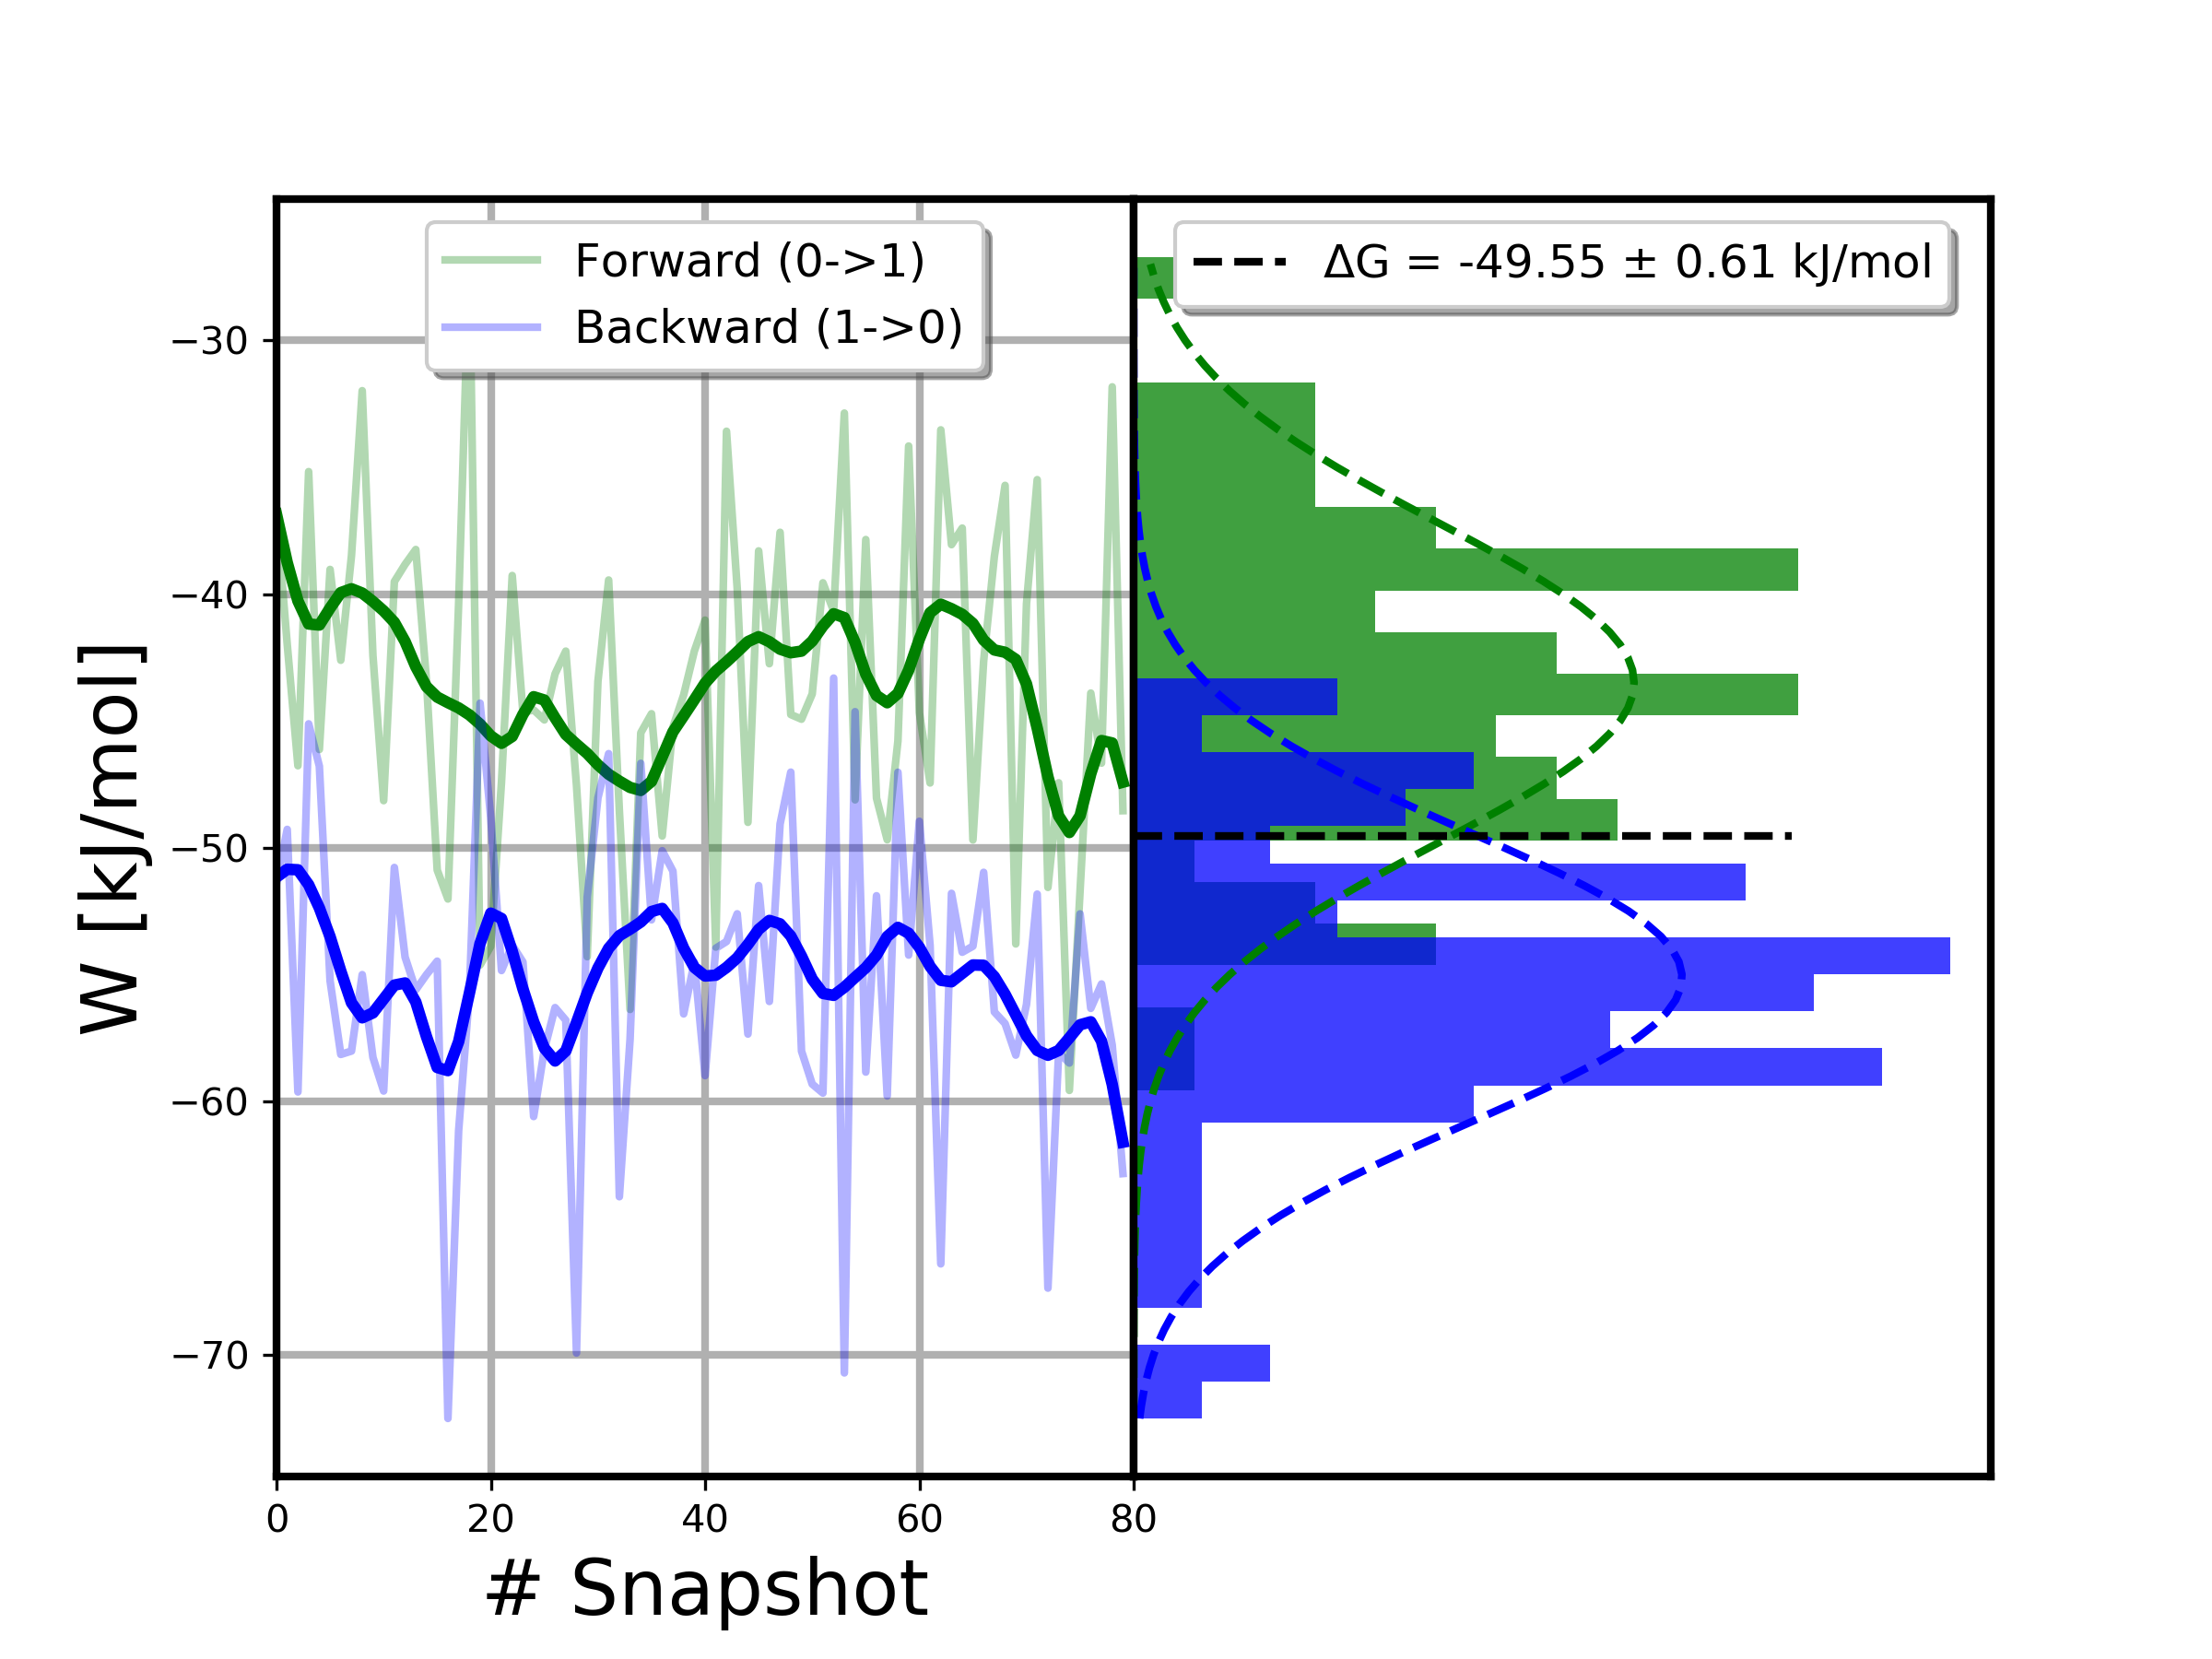 Forward (0->1)
Backward (1->0)
ΔG = -49.55 ± 0.61 kJ/mol
W [kJ/mol]
−30
−40
−50
−60
−70
0 20 40 60 80
# Snapshot